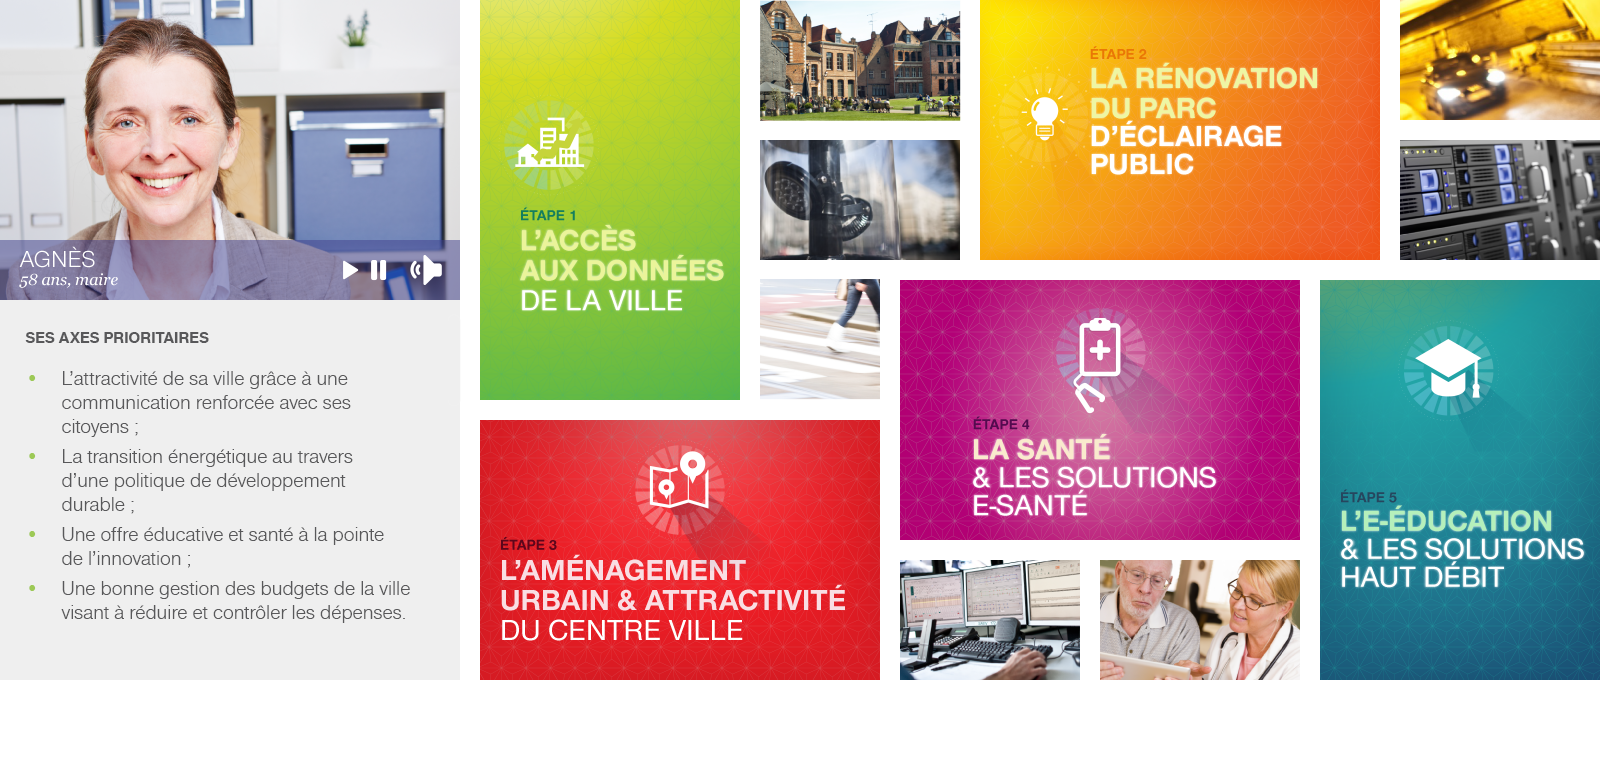 AGNÈS
58 ans, maire
SES AXES PRIORITAIRES
• L’attractivité de sa ville grâce à une
communication renforcée avec ses
citoyens ;
• La transition énergétique au travers
d’une politique de développement
durable ;
• Une offre éducative et santé à la pointe
de l’innovation ;
• Une bonne gestion des budgets de la ville
visant à réduire et contrôler les dépenses.
ÉTAPE 1
L’ACCÈS
AUX DONNÉES
DE LA VILLE
ÉTAPE 2
LA RÉNOVATION
DU PARC
D’ÉCLAIRAGE
PUBLIC
ÉTAPE 3
L’AMÉNAGEMENT
URBAIN & ATTRACTIVITÉ
DU CENTRE VILLE
ÉTAPE 4
LA SANTÉ
& LES SOLUTIONS
E-SANTÉ
ÉTAPE 5
L’E-ÉDUCATION
& LES SOLUTIONS
HAUT DÉBIT